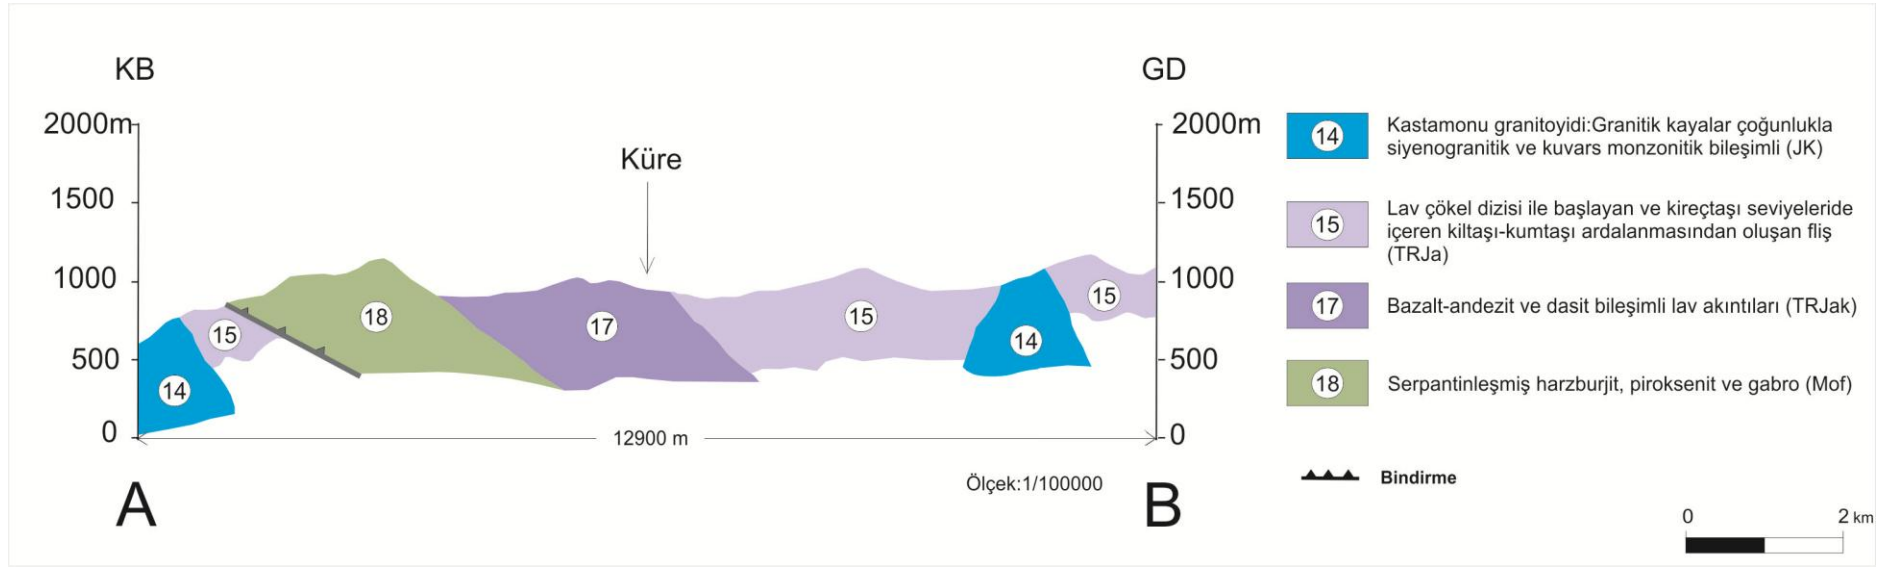 KB
GD
2000m
2000m
Küre
1500
1500
1000
1000
500
500
0
0
14
15
18
17
15
14
15
12900 m
A
B
Ölçek:1/100000
14
Kastamonu granitoyidi:Granitik kayalar çoğunlukla
siyenogranitik ve kuvars monzonitik bileşimli (JK)
15
Lav çökel dizisi ile başlayan ve kireçtaşı seviyeleride
içeren kiltaşı-kumtaşı ardalanmasından oluşan fliş
(TRJa)
17
Bazalt-andezit ve dasit bileşimli lav akıntıları (TRJak)
18
Serpantinleşmiş harzburjit, piroksenit ve gabro (Mof)
Bindirme
0
2 km